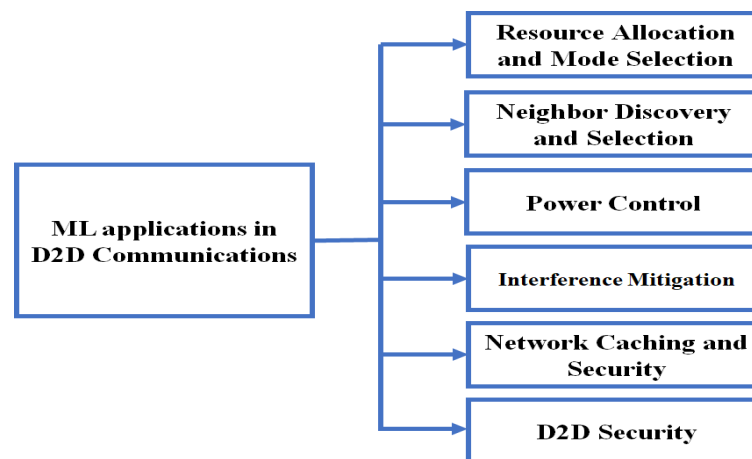 Resource Allocation
and Mode Selection
Neighbor Discovery
and Selection
ML applications in
D2D Communications
Power Control
Interference Mitigation
Network Caching and
Security
D2D Security